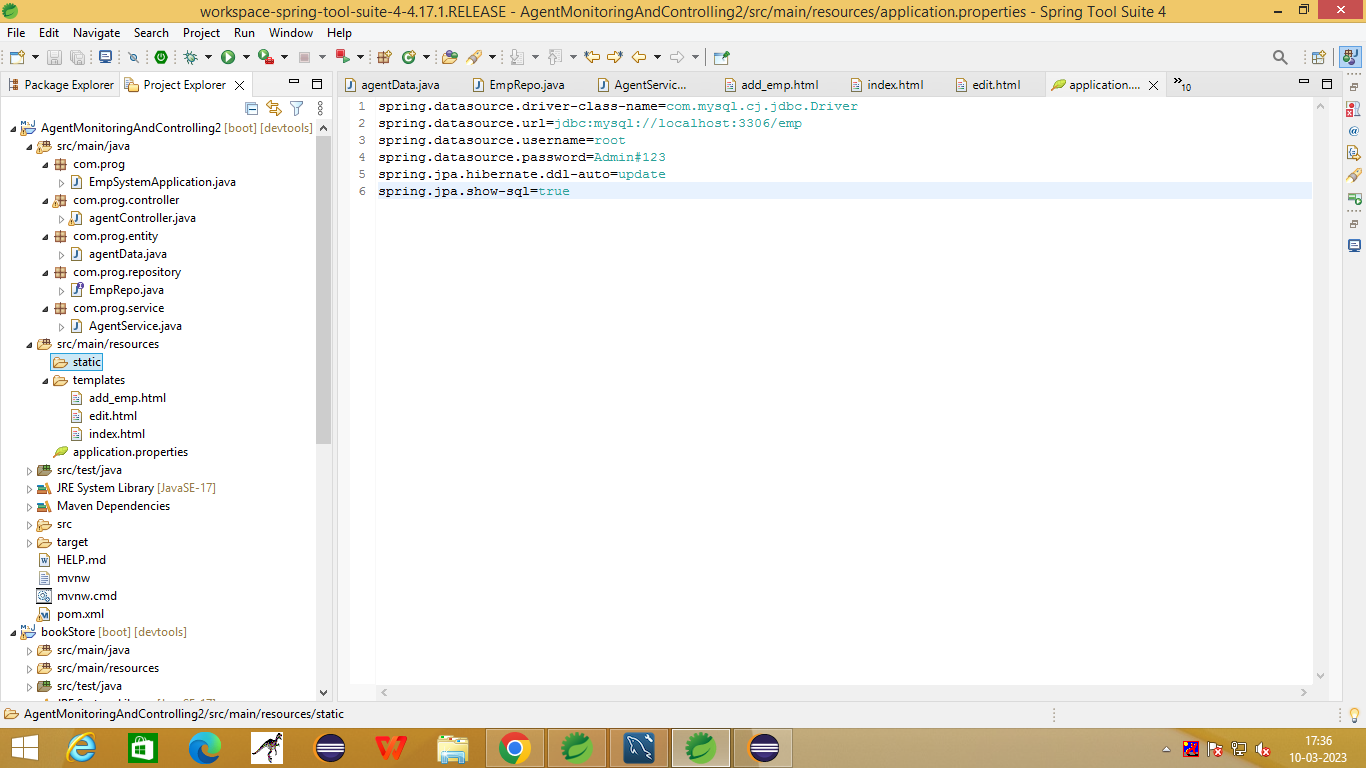 workspace-spring-tool-suite-4-4.17.1.RELEASE - AgentMonitoringAndControlling2/src/main/resources/application.properties - Spring Tool Suite 4
File Edit Navigate Search Project Run Window Help
Package Explorer Project Explorer
agentData.java EmpRepo.java AgentServic... add_emp.html index.html edit.html application.... 10
AgentMonitoringAndControlling2 [boot] [devtools]
src/main/java
com.prog
EmpSystemApplication.java
com.prog.controller
agentController.java
com.prog.entity
agentData.java
com.prog.repository
EmpRepo.java
com.prog.service
AgentService.java
src/main/resources
static
templates
add_emp.html
edit.html
index.html
application.properties
src/test/java
JRE System Library [JavaSE-17]
Maven Dependencies
src
target
HELP.md
mvnw
mvnw.cmd
pom.xml
bookStore [boot] [devtools]
src/main/java
src/main/resources
src/test/java
1 spring.datasource.driver-class-name=com.mysql.cj.jdbc.Driver
2 spring.datasource.url=jdbc:mysql://localhost:3306/emp
3 spring.datasource.username=root
4 spring.datasource.password=Admin#123
5 spring.jpa.hibernate.ddl-auto=update
6 spring.jpa.show-sql=true
AgentMonitoringAndControlling2/src/main/resources/static
17:36
10-03-2023